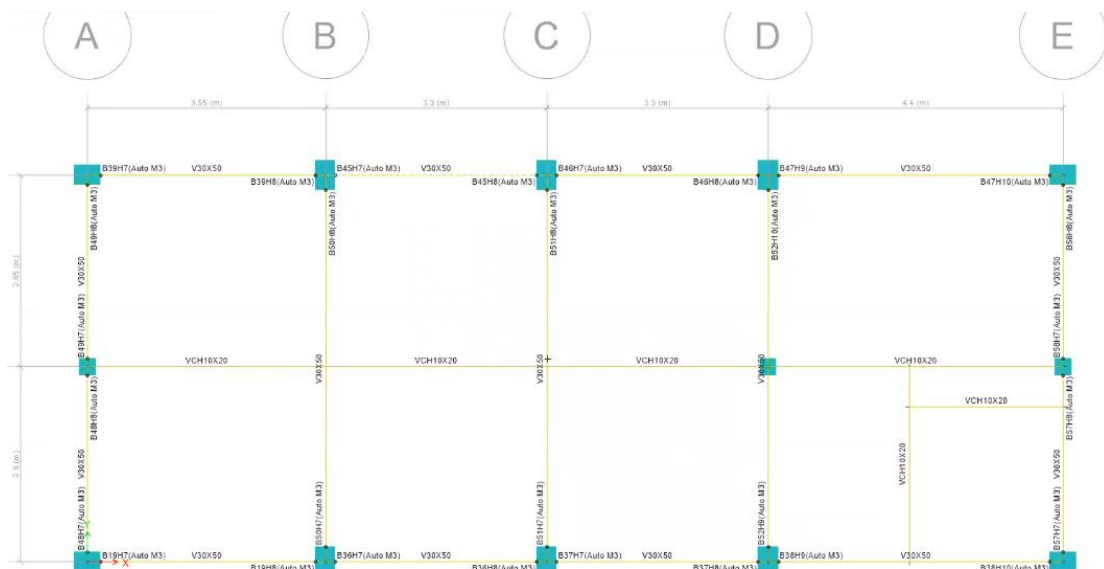 A B C D E
3.55 (m) 3.3 (m) 3.3 (m) 4.4 (m)
B39H7(Auto M3) V30X50 B45H7(Auto M3) V30X50 B46H7(Auto M3) V30X50 B47H9(Auto M3) V30X50
B39H8(Auto M3) B45H8(Auto M3) B46H8(Auto M3) B47H10(Auto M3)
B49H8(Auto M3) B50H8(Auto M3) B51H8(Auto M3) B52H10(Auto M3) B58H8(Auto M3)
2.95 (m)
V30X50 V30X50
B49H7(Auto M3) B58H7(Auto M3)
VCH10X20 VCH10X20 VCH10X20 VCH10X20
V30X50 V30X50 V30X50
B48H8(Auto M3) B57H8(Auto M3)
VCH10X20
2.9 (m)
V30X50 VCH10X20 V30X50
B48H7(Auto M3) B50H7(Auto M3) B51H7(Auto M3) B52H9(Auto M3) B57H7(Auto M3)
Y
B19H7(Auto M3) V30X50 B36H7(Auto M3) V30X50 B37H7(Auto M3) V30X50 B38H9(Auto M3) V30X50
X
B19H8(Auto M3) B36H8(Auto M3) B37H8(Auto M3) B38H10(Auto M3)